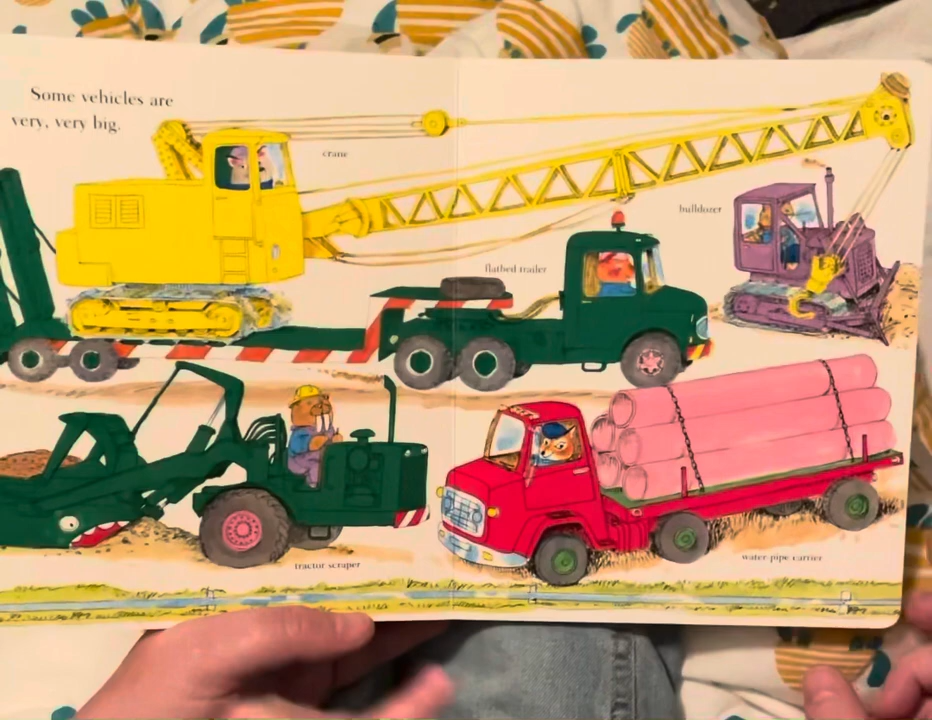 Some vehicles are
very, very big.
crane
bulldozer
flatbed trailer
tractor scraper
water-pipe carrier